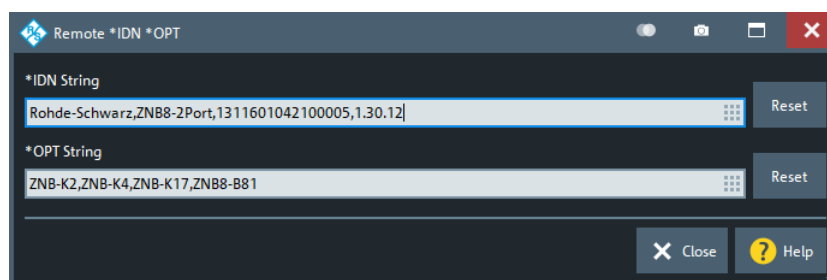 Remote *IDN *OPT
*IDN String
Rohde-Schwarz,ZNB8-2Port,1311601042100005,1.30.12
Reset
*OPT String
ZNB-K2,ZNB-K4,ZNB-K17,ZNB8-B81
Reset
Close
? Help